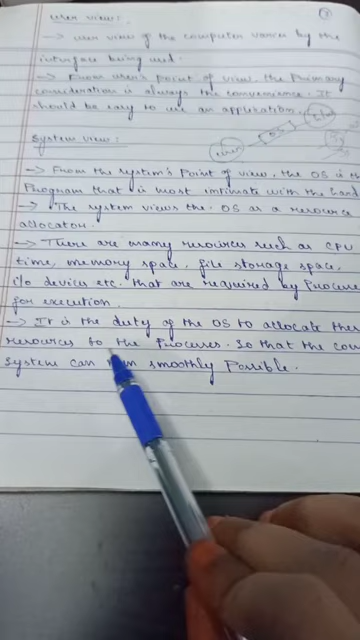 User view:
→ User view of the computer varies by the
interface being used.
→ From user's point of view, the primary
consideration is always the convenience. It
should be easy to use an application.
user OS
System view:
→ From the system's point of view, the OS is the
Program that is most intimate with the hard
→ The system views the OS as a resource
allocator.
→ There are many resources such as CPU
time, memory space, file storage space,
i/o devices etc. that are required by Process
for execution.
→ It is the duty of the OS to allocate these
resources to the Processes. So that the com
system can run smoothly Possible.